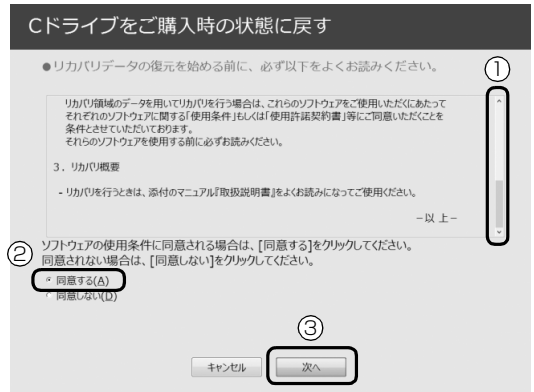 Cドライブをご購入時の状態に戻す
●リカバリデータの復元を始める前に、必ず以下をよくお読みください。
①
リカバリ領域のデータを用いてリカバリを行う場合は、これらのソフトウェアをご使用いただくにあたって
それぞれのソフトウェアに関する「使用条件」もしくは「使用許諾契約書」等にご同意いただくことを
条件とさせていただいております。
それらのソフトウェアを使用する前に必ずお読みください。
3. リカバリ概要
- リカバリを行うときは、添付のマニュアル『取扱説明書』をよくお読みになってご使用ください。
－以 上－
ソフトウェアの使用条件に同意される場合は、[同意する]をクリックしてください。
②
同意されない場合は、[同意しない]をクリックしてください。
同意する(A)
同意しない(D)
③
キャンセル
次へ